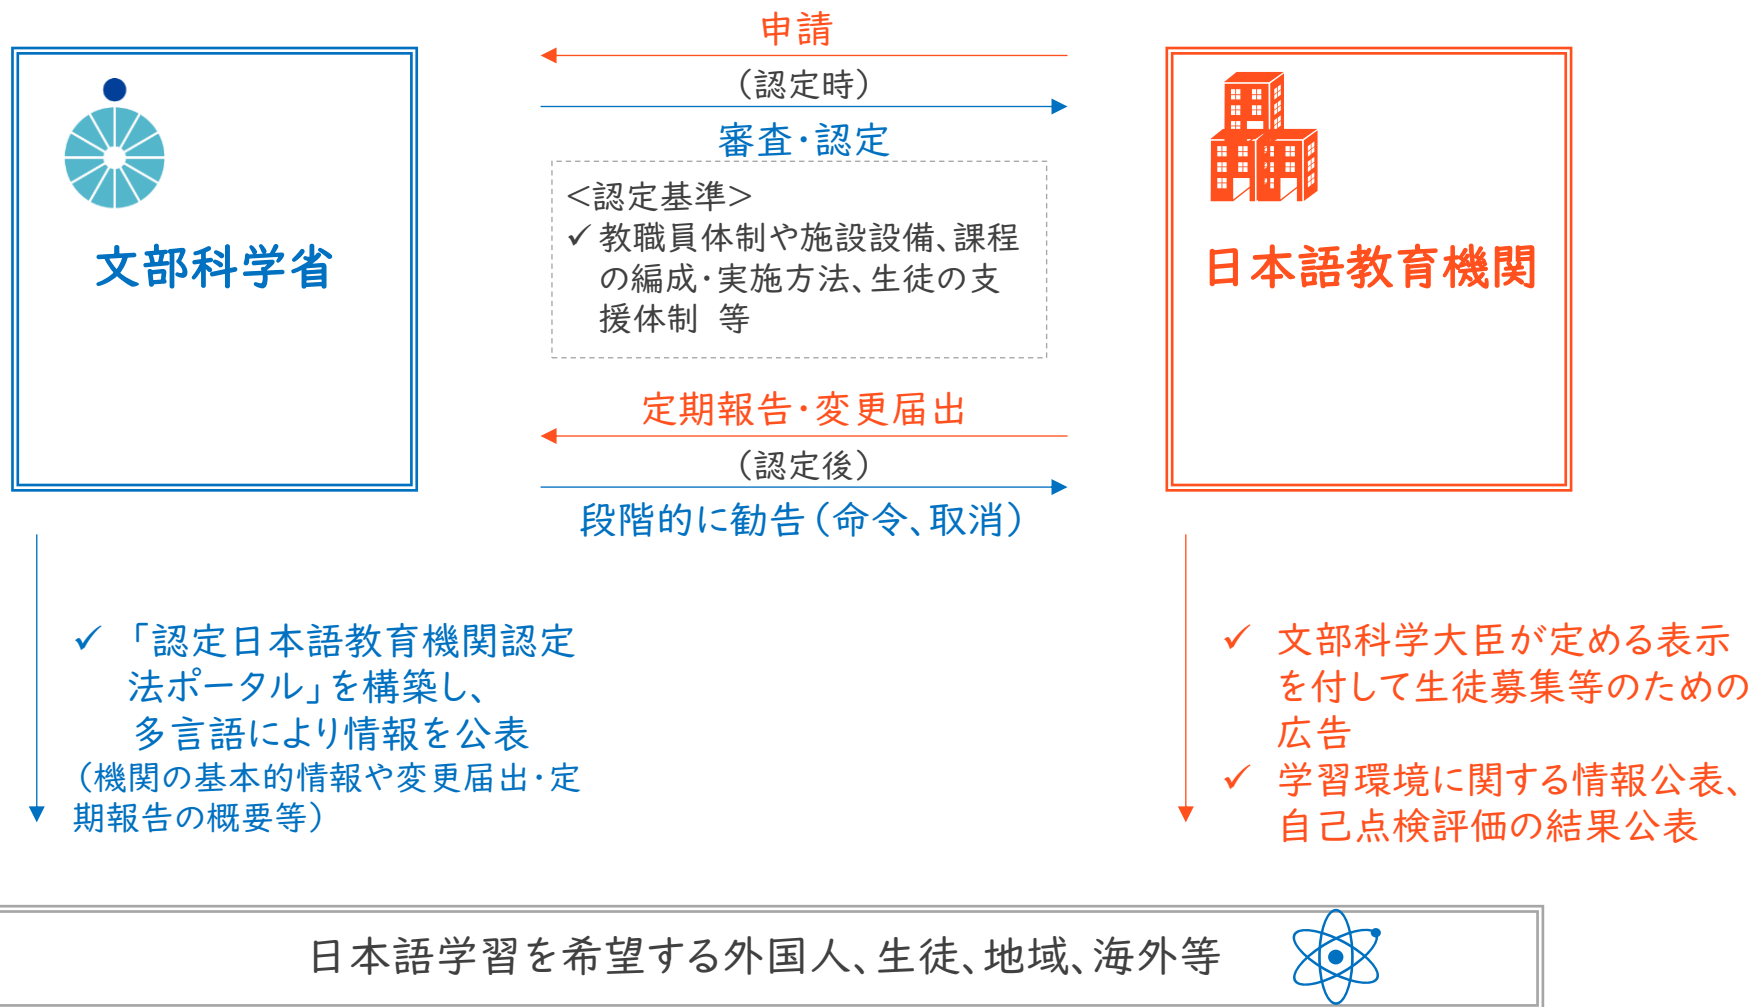 申請
（認定時）
審査・認定
<認定基準>
✓教職員体制や施設設備、課程
の編成・実施方法、生徒の支
援体制　等
文部科学省
日本語教育機関
定期報告・変更届出
（認定後）
段階的に勧告（命令、取消）
✓「認定日本語教育機関認定
法ポータル」を構築し、
多言語により情報を公表
（機関の基本的情報や変更届出・定
期報告の概要等）
✓文部科学大臣が定める表示
を付して生徒募集等のための
広告
✓学習環境に関する情報公表、
自己点検評価の結果公表
日本語学習を希望する外国人、生徒、地域、海外等